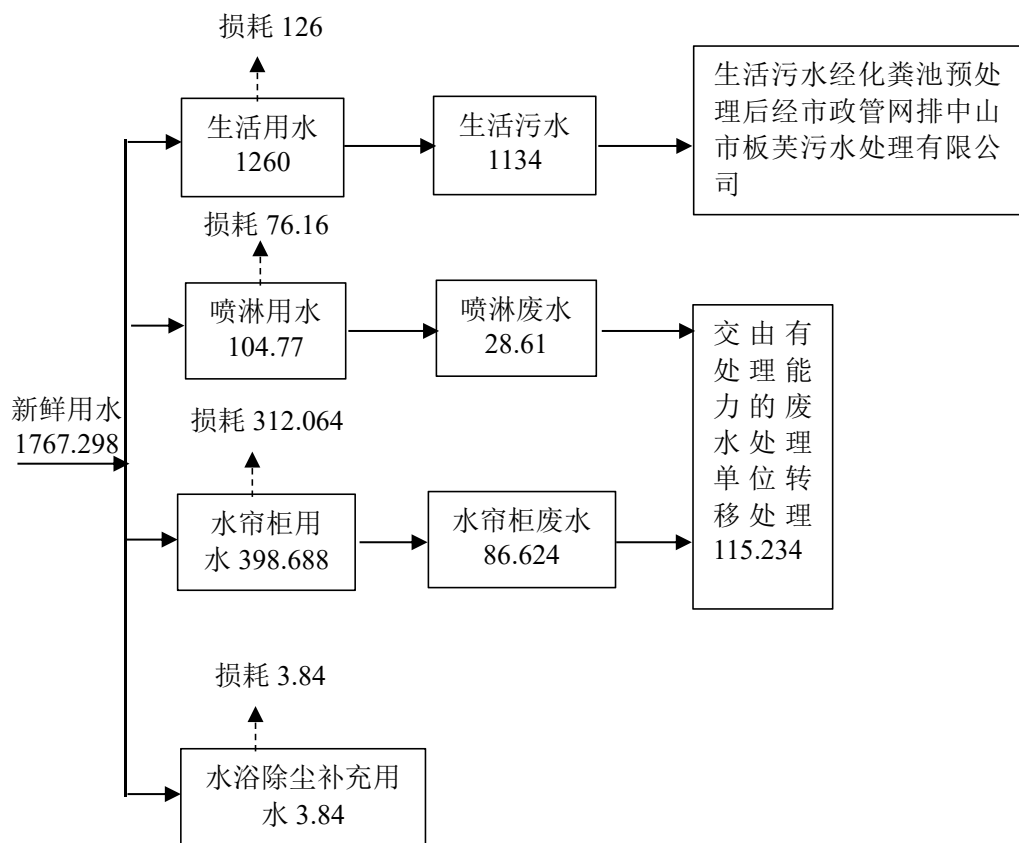 损耗 126
生活用水
1260
生活污水
1134
生活污水经化粪池预处
理后经市政管网排中山
市板芙污水处理有限公
司
损耗 76.16
喷淋用水
104.77
喷淋废水
28.61
交由有
处理能
力的废
水处理
单位转
移处理
115.234
新鲜用水
1767.298
损耗 312.064
水帘柜用
水 398.688
水帘柜废水
86.624
损耗 3.84
水浴除尘补充用
水 3.84